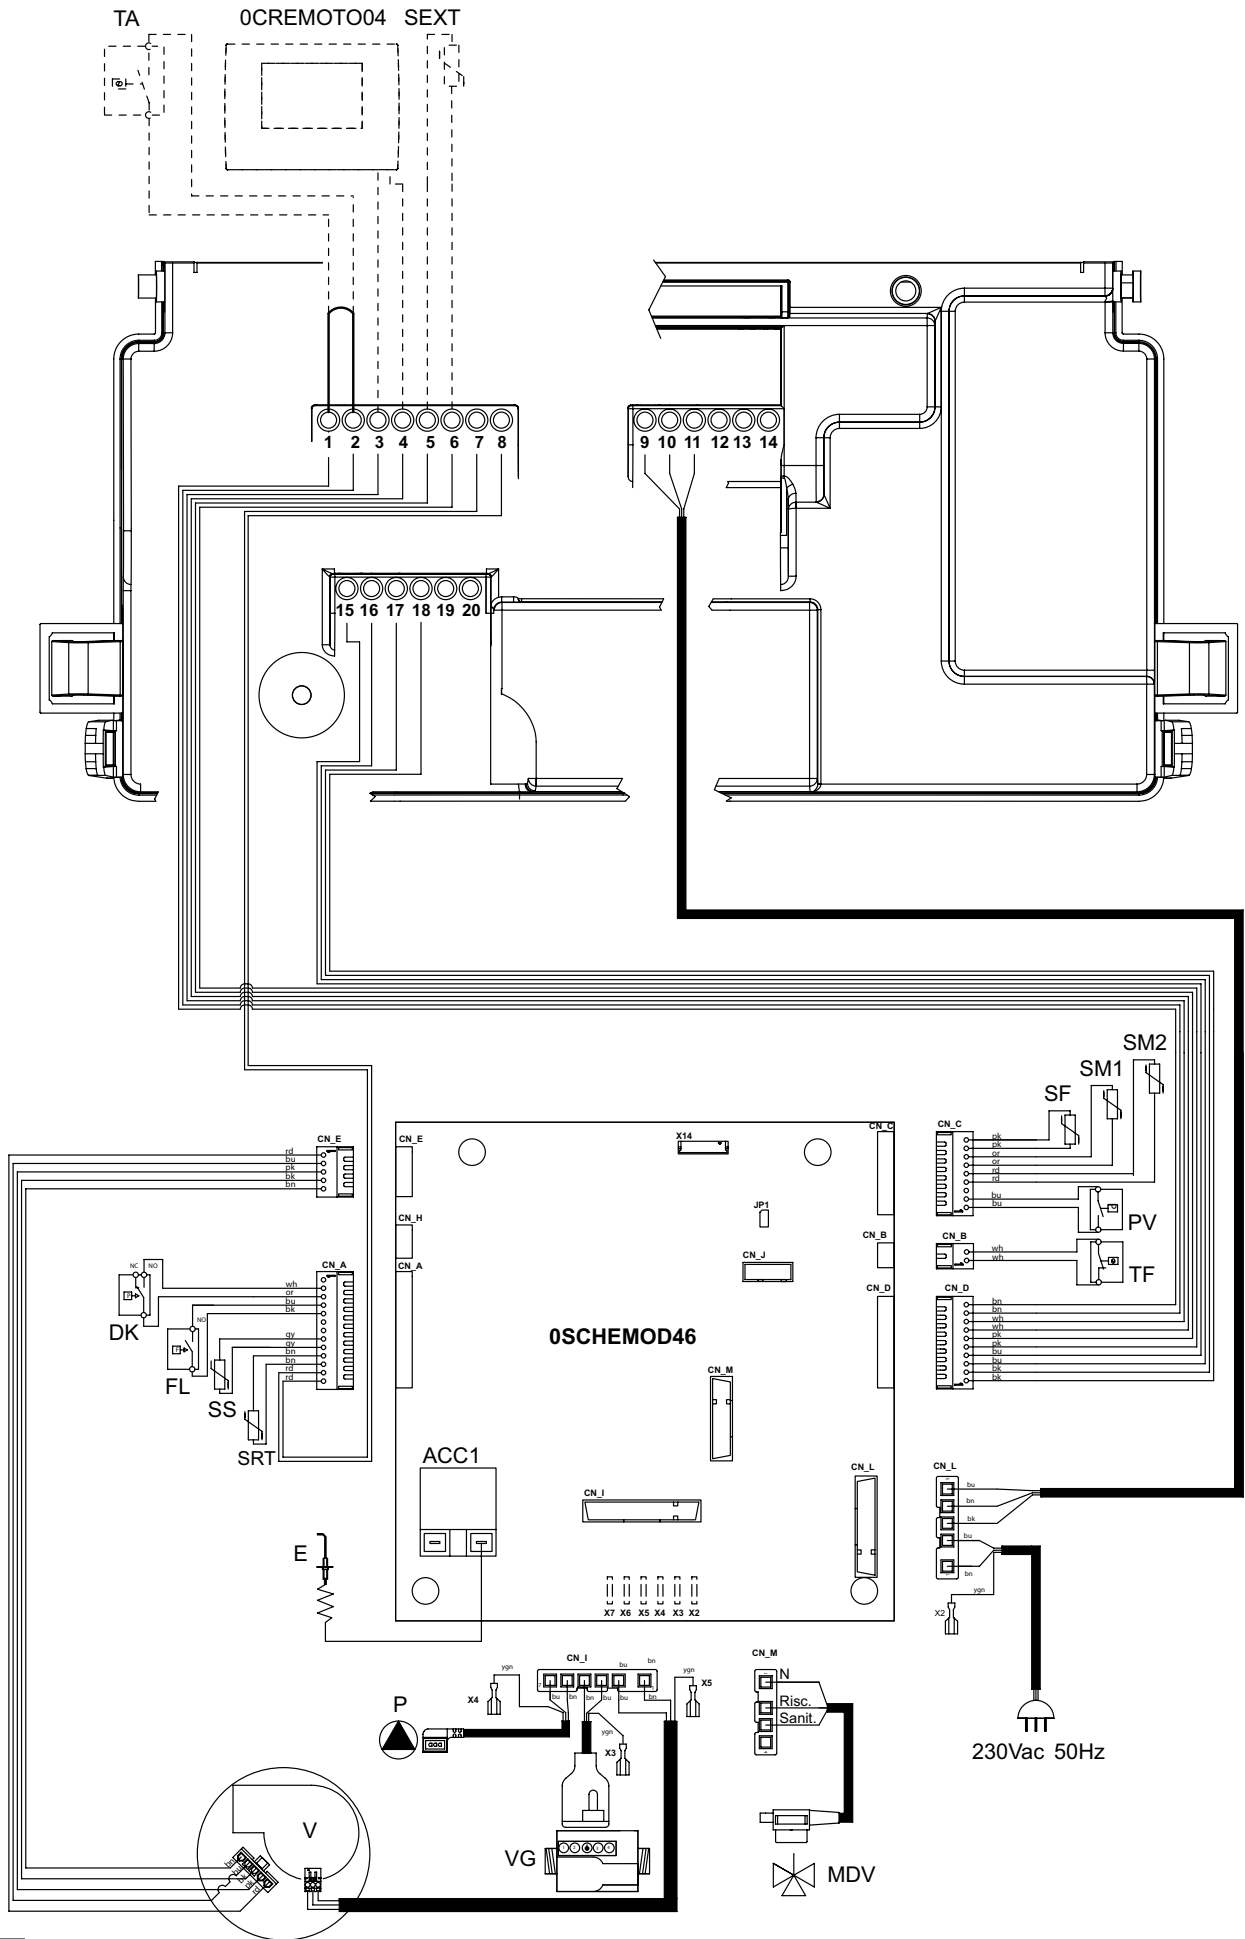 TA 0CREMOTO04 SEXT
1 2 3 4 5 6 7 8
9 10 11 12 13 14
15 16 17 18 19 20
SM2
SM1
SF
CN_E
rd
bu
pk
bk
bn
CN_E
X14
CN_C
CN_C
pk
pk
or
or
rd
rd
bu
bu
PV
JP1
CN_H
CN_B
CN_B
wh
wh
TF
CN_J
CN_A
CN_A
NC NO
wh
or
bu
bk
gy
gy
bn
bn
rd
rd
DK
NO
FL
SS
SRT
CN_D
CN_D
bn
bn
wh
wh
pk
pk
bu
bu
bk
bk
0SCHEMOD46
CN_M
ACC1
CN_I
CN_L
CN_L
bu
bn
bk
bu
bn
ygn
X2
E
X7 X6 X5 X4 X3 X2
CN_I
bu bn
ygn
ygn
X4
X5
bu bn bn bu bu bn
P
ygn
X3
CN_M
N
Risc.
Sanit.
230Vac 50Hz
V
bn
bk
rd
VG
MDV